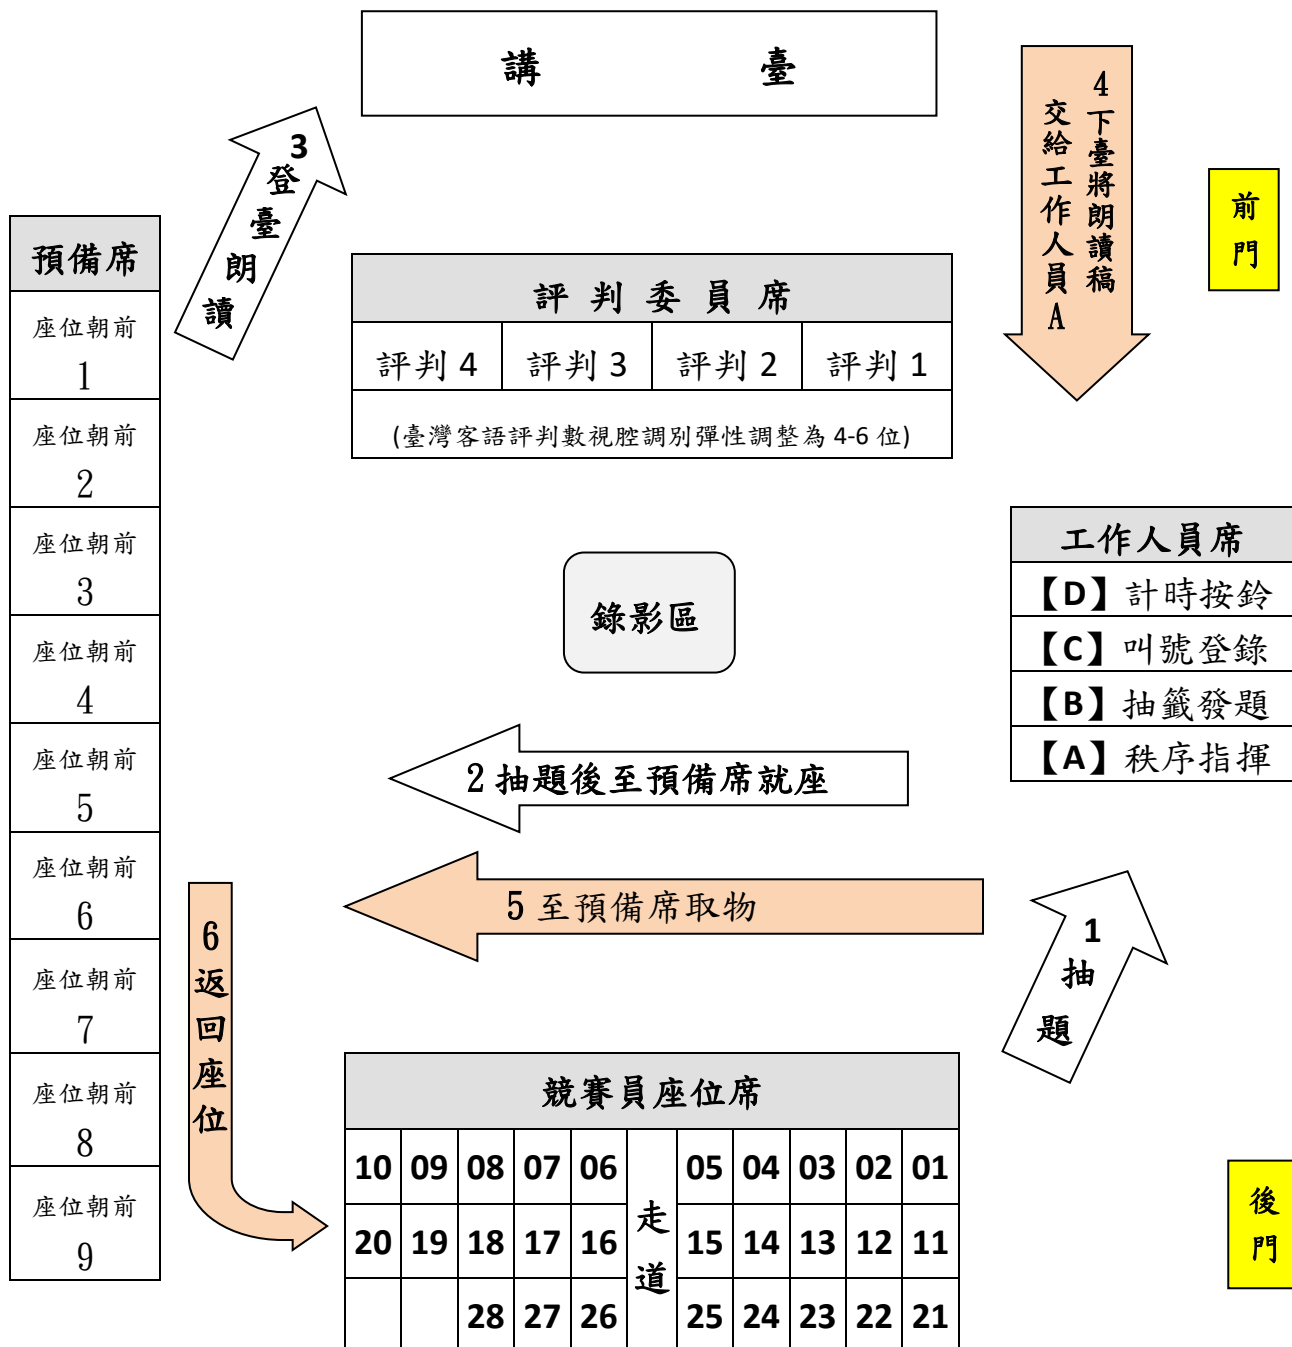 講 臺
3 登臺朗讀
4 下臺將朗讀稿
交給工作人員 A
前門
預備席
座位朝前
1
座位朝前
2
座位朝前
3
座位朝前
4
座位朝前
5
座位朝前
6
座位朝前
7
座位朝前
8
座位朝前
9
評 判 委 員 席
評判 4 評判 3 評判 2 評判 1
(臺灣客語評判數視腔調別彈性調整為 4-6 位)
錄影區
工作人員席
【D】計時按鈴
【C】叫號登錄
【B】抽籤發題
【A】秩序指揮
2 抽題後至預備席就座
5 至預備席取物
1 抽題
6 返回座位
競賽員座位席
10 09 08 07 06 05 04 03 02 01
走道
20 19 18 17 16 15 14 13 12 11
28 27 26 25 24 23 22 21
後門